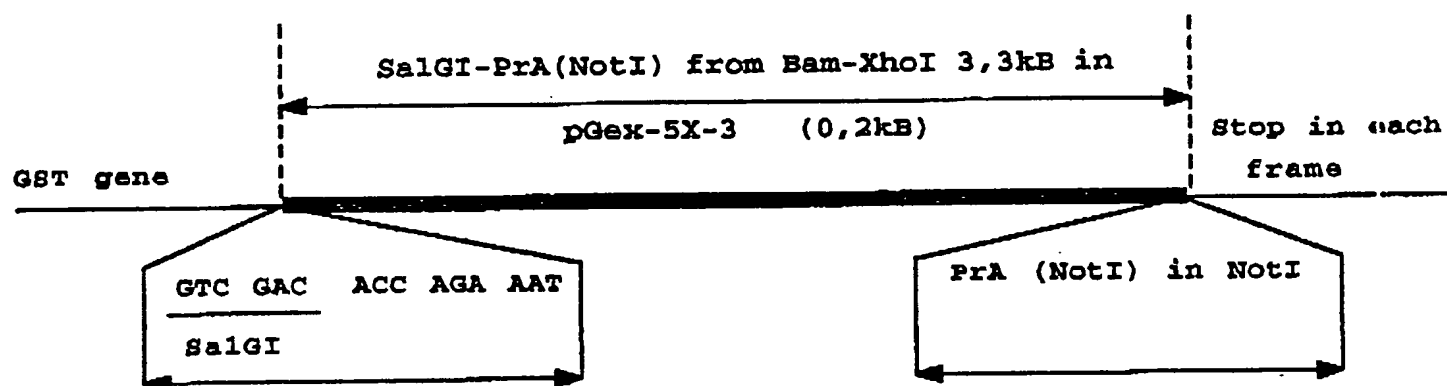 SalGI-PrA(NotI) from Bam-XhoI 3,3kB in
pGex-5X-3 (0,2kB)
Stop in each
frame
GST gene
GTC GAC ACC AGA AAT
SalGI
PrA (NotI) in NotI